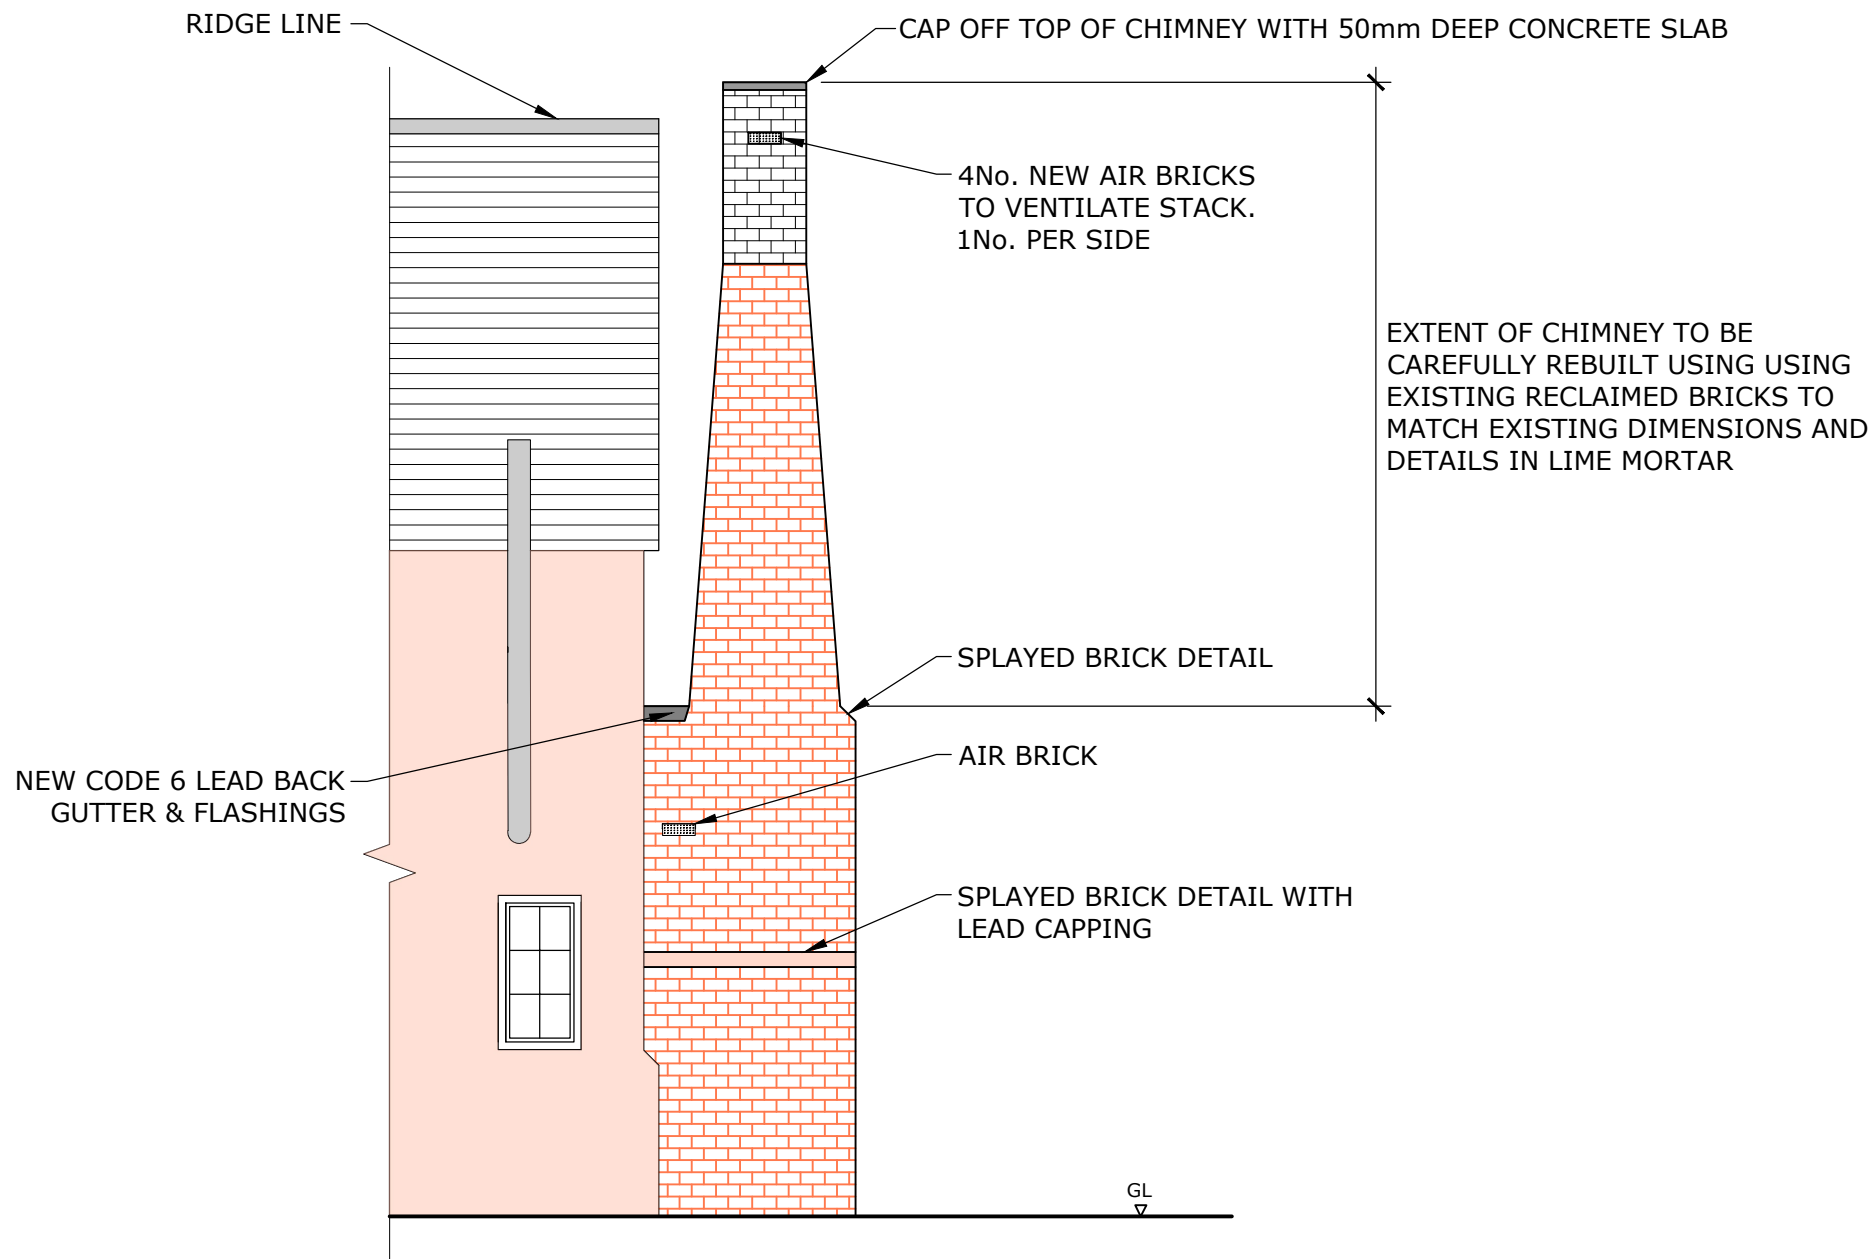 RIDGE LINE
CAP OFF TOP OF CHIMNEY WITH 50mm DEEP CONCRETE SLAB
4No. NEW AIR BRICKS
TO VENTILATE STACK.
1No. PER SIDE
EXTENT OF CHIMNEY TO BE
CAREFULLY REBUILT USING USING
EXISTING RECLAIMED BRICKS TO
MATCH EXISTING DIMENSIONS AND
DETAILS IN LIME MORTAR
SPLAYED BRICK DETAIL
AIR BRICK
NEW CODE 6 LEAD BACK
GUTTER & FLASHINGS
SPLAYED BRICK DETAIL WITH
LEAD CAPPING
GL